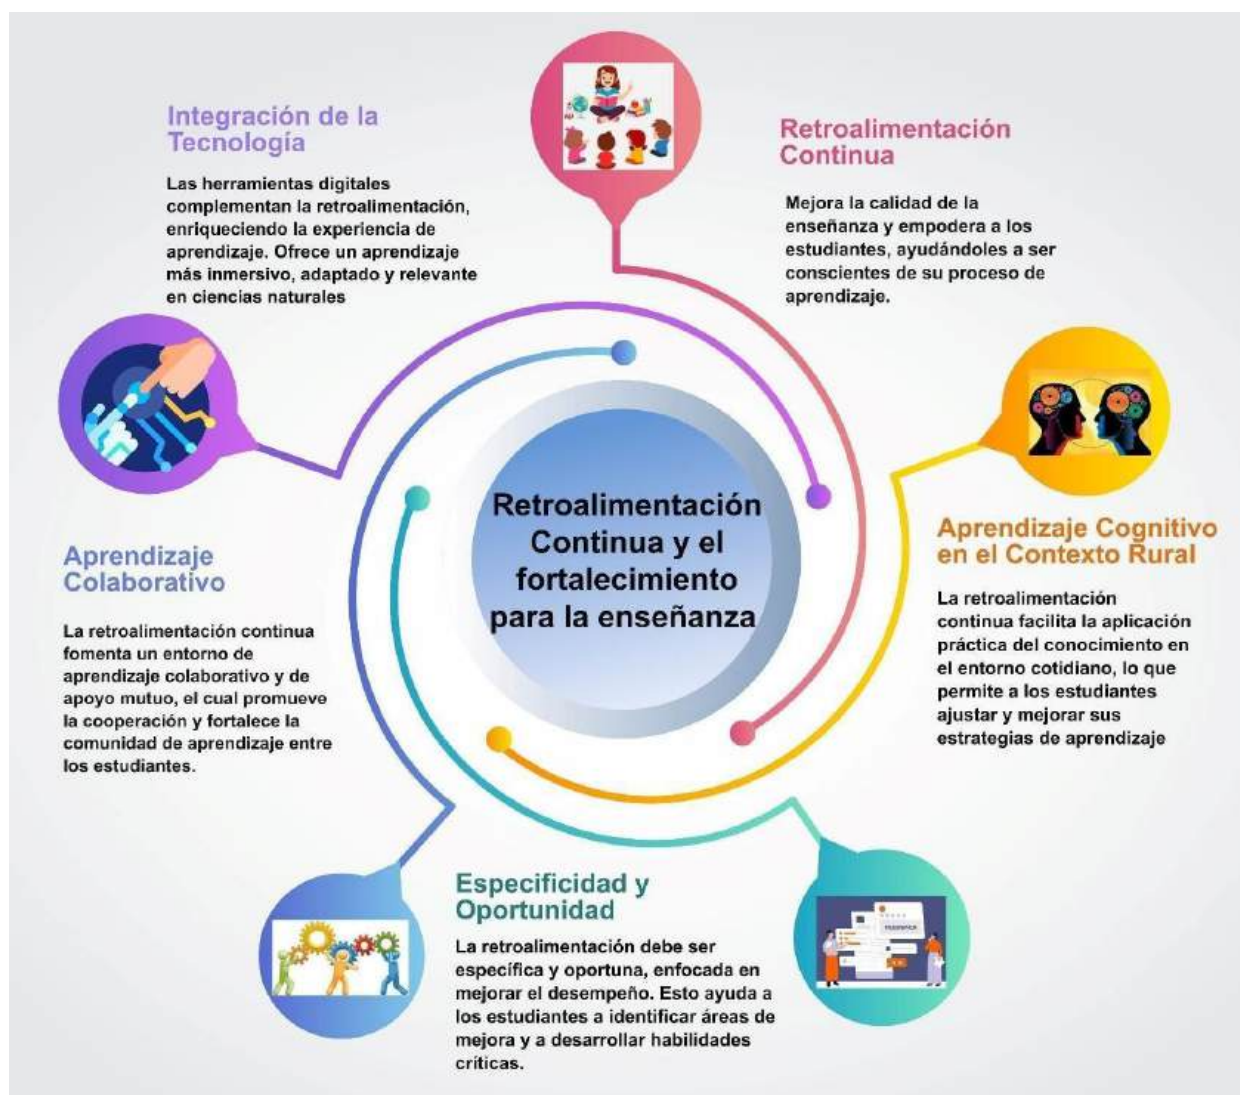 Integración de la
Tecnología
Las herramientas digitales
complementan la retroalimentación,
enriqueciendo la experiencia de
aprendizaje. Ofrece un aprendizaje
más inmersivo, adaptado y relevante
en ciencias naturales
Retroalimentación
Continua
Mejora la calidad de la
enseñanza y empodera a los
estudiantes, ayudándoles a ser
conscientes de su proceso de
aprendizaje.
Retroalimentación
Continua y el
fortalecimiento
para la enseñanza
Aprendizaje
Colaborativo
La retroalimentación continua
fomenta un entorno de
aprendizaje colaborativo y de
apoyo mutuo, el cual promueve
la cooperación y fortalece la
comunidad de aprendizaje entre
los estudiantes.
Aprendizaje Cognitivo
en el Contexto Rural
La retroalimentación
continua facilita la aplicación
práctica del conocimiento en
el entorno cotidiano, lo que
permite a los estudiantes
ajustar y mejorar sus
estrategias de aprendizaje
Especificidad y
Oportunidad
La retroalimentación debe ser
específica y oportuna, enfocada en
mejorar el desempeño. Esto ayuda a
los estudiantes a identificar áreas de
mejora y a desarrollar habilidades
críticas.